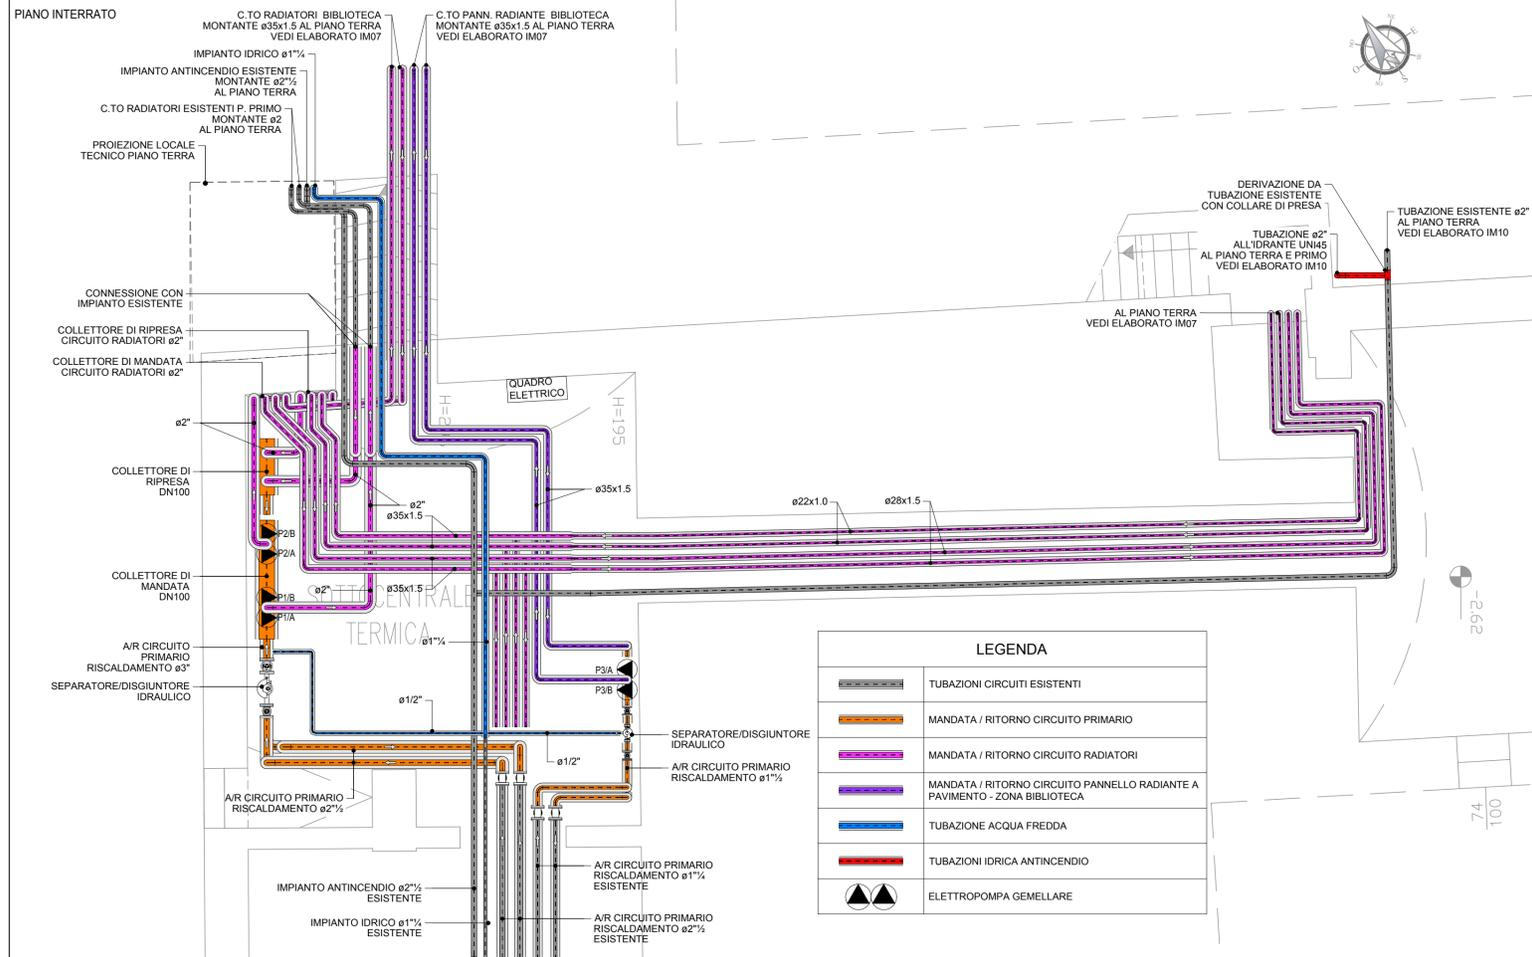 PIANO INTERRATO
C.TO RADIATORI BIBLIOTECA
MONTANTE ø35x1.5 AL PIANO TERRA
VEDI ELABORATO IM07
C.TO PANN. RADIANTE BIBLIOTECA
MONTANTE ø35x1.5 AL PIANO TERRA
VEDI ELABORATO IM07
IMPIANTO IDRICO ø1"¼
IMPIANTO ANTINCENDIO ESISTENTE
MONTANTE ø2"½
AL PIANO TERRA
C.TO RADIATORI ESISTENTI P. PRIMO
MONTANTE ø2
AL PIANO TERRA
PROIEZIONE LOCALE
TECNICO PIANO TERRA
NE
E
S
SO
O
DERIVAZIONE DA
TUBAZIONE ESISTENTE
CON COLLARE DI PRESA
TUBAZIONE ESISTENTE ø2"
AL PIANO TERRA
VEDI ELABORATO IM10
TUBAZIONE ø2"
ALL'IDRANTE UNI45
AL PIANO TERRA E PRIMO
VEDI ELABORATO IM10
CONNESSIONE CON
IMPIANTO ESISTENTE
AL PIANO TERRA
VEDI ELABORATO IM07
COLLETTORE DI RIPRESA
CIRCUITO RADIATORI ø2"
COLLETTORE DI MANDATA
CIRCUITO RADIATORI ø2"
QUADRO
ELETTRICO
H=195
ø2"
COLLETTORE DI
RIPRESA
DN100
ø2"
ø35x1.5
ø35x1.5
ø22x1.0
ø28x1.5
P2/B
P2/A
COLLETTORE DI
MANDATA
DN100
P1/B
P1/A
ø2"
ø35x1.5
SOTTOCENTRALE
TERMICA
ø1"¼
-2.62
A/R CIRCUITO
PRIMARIO
RISCALDAMENTO ø3"
P3/A
P3/B
SEPARATORE/DISGIUNTORE
IDRAULICO
ø1/2"
SEPARATORE/DISGIUNTORE
IDRAULICO
ø1/2"
A/R CIRCUITO PRIMARIO
RISCALDAMENTO ø1"½
A/R CIRCUITO PRIMARIO
RISCALDAMENTO ø2"½
74
100
A/R CIRCUITO PRIMARIO
RISCALDAMENTO ø1"¼
ESISTENTE
IMPIANTO ANTINCENDIO ø2"½
ESISTENTE
IMPIANTO IDRICO ø1"¼
ESISTENTE
A/R CIRCUITO PRIMARIO
RISCALDAMENTO ø2"½
ESISTENTE
LEGENDA
TUBAZIONI CIRCUITI ESISTENTI
MANDATA / RITORNO CIRCUITO PRIMARIO
MANDATA / RITORNO CIRCUITO RADIATORI
MANDATA / RITORNO CIRCUITO PANNELLO RADIANTE A
PAVIMENTO - ZONA BIBLIOTECA
TUBAZIONE ACQUA FREDDA
TUBAZIONI IDRICA ANTINCENDIO
ELETTROPOMPA GEMELLARE